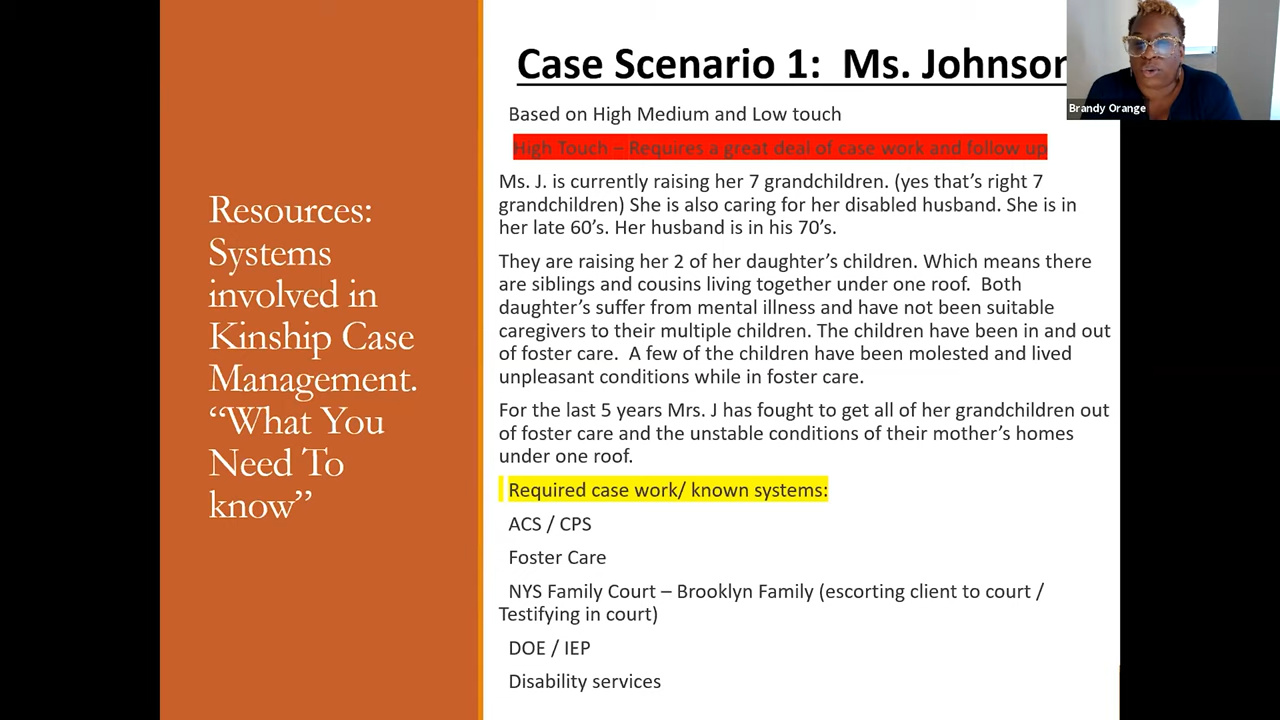 Resources:
Systems
involved in
Kinship Case
Management.
“What You
Need To
know”
Case Scenario 1:  Ms. Johnson
Based on High Medium and Low touch
High Touch – Requires a great deal of case work and follow up
Ms. J. is currently raising her 7 grandchildren. (yes that’s right 7
grandchildren) She is also caring for her disabled husband. She is in
her late 60’s. Her husband is in his 70’s.
They are raising her 2 of her daughter’s children. Which means there
are siblings and cousins living together under one roof.  Both
daughter’s suffer from mental illness and have not been suitable
caregivers to their multiple children. The children have been in and out
of foster care.  A few of the children have been molested and lived
unpleasant conditions while in foster care.
For the last 5 years Mrs. J has fought to get all of her grandchildren out
of foster care and the unstable conditions of their mother’s homes
under one roof.
Required case work/ known systems:
ACS / CPS
Foster Care
NYS Family Court – Brooklyn Family (escorting client to court /
Testifying in court)
DOE / IEP
Disability services
Brandy Orange